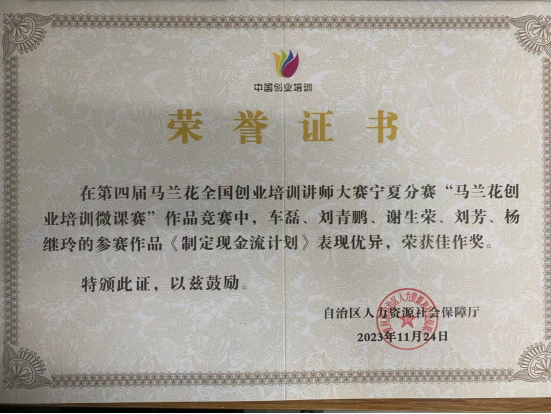 中国创业培训
荣誉证书
在第四届马兰花全国创业培训讲师大赛宁夏分赛“马兰花创
业培训微课赛”作品竞赛中，车磊、刘青鹏、谢生荣、刘芳、杨
继玲的参赛作品《制定现金流计划》表现优异，荣获佳作奖。
特颁此证，以兹鼓励。
自治区人力资源社会保障厅
2023年11月24日